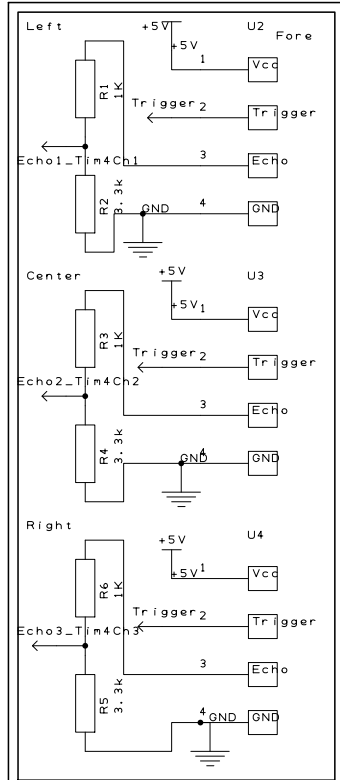 Left
+5V
U2
Fore
+5V
1
Vcc
R1
1K
Trigger
2
Trigger
3
Echo
Echo1_Tim4Ch1
R2
3.3k
GND
4
GND
Center
+5V
U3
+5V
1
Vcc
R3
1K
Trigger
2
Trigger
Echo2_Tim4Ch2
3
Echo
R4
3.3k
GND
4
GND
Right
+5V
U4
+5V
1
Vcc
R6
1K
Trigger
2
Trigger
Echo3_Tim4Ch3
3
Echo
R5
3.3k
4
GND
GND